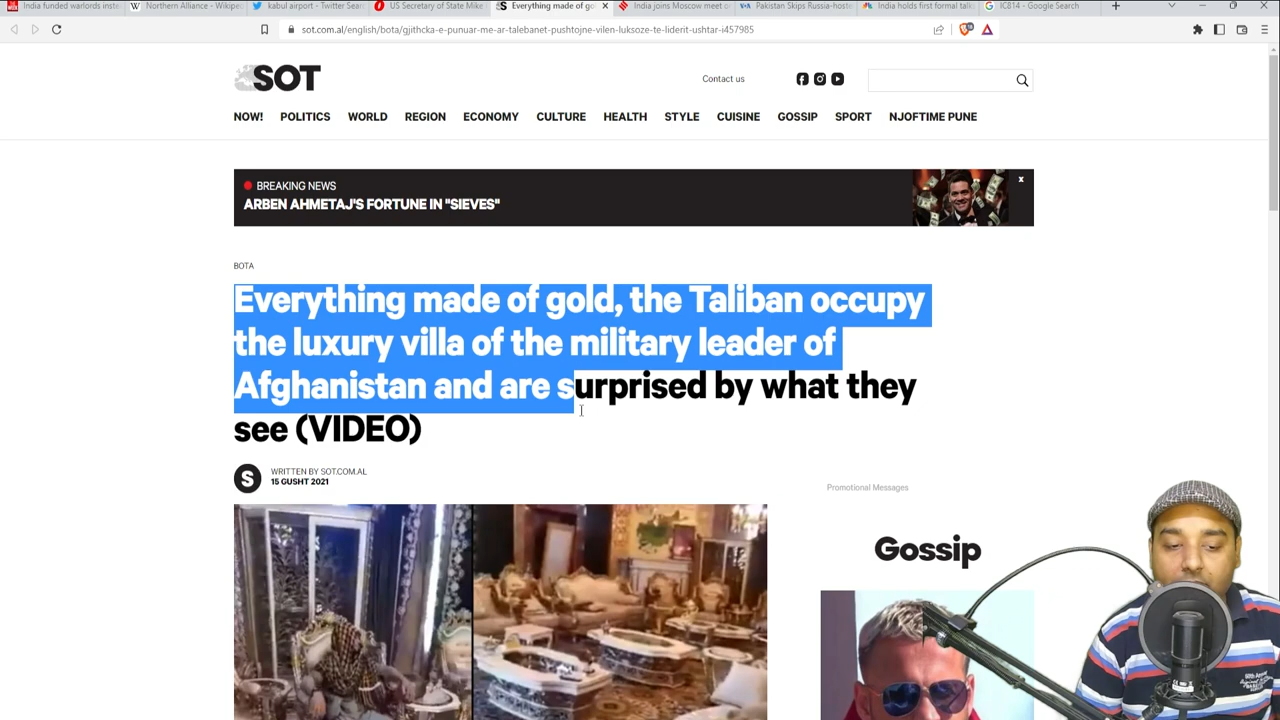 India funded warlords inste
Northern Alliance - Wikipe
kabul airport - Twitter Sear
US Secretary of State Mike
Everything made of gol
India joins Moscow meet o
Pakistan Skips Russia-hoste
India holds first formal talk
IC814 - Google Search
sot.com.al/english/bota/gjithcka-e-punuar-me-ar-talebanet-pushtojne-vilen-luksoze-te-liderit-ushtar-i457985
SOT
Contact us
NOW! POLITICS WORLD REGION ECONOMY CULTURE HEALTH STYLE CUISINE GOSSIP SPORT NJOFTIME PUNE
BREAKING NEWS
x
ARBEN AHMETAJ'S FORTUNE IN "SIEVES"
BOTA
Everything made of gold, the Taliban occupy
the luxury villa of the military leader of
Afghanistan and are surprised by what they
see (VIDEO)
S
WRITTEN BY SOT.COM.AL
15 GUSHT 2021
Promotional Messages
Gossip